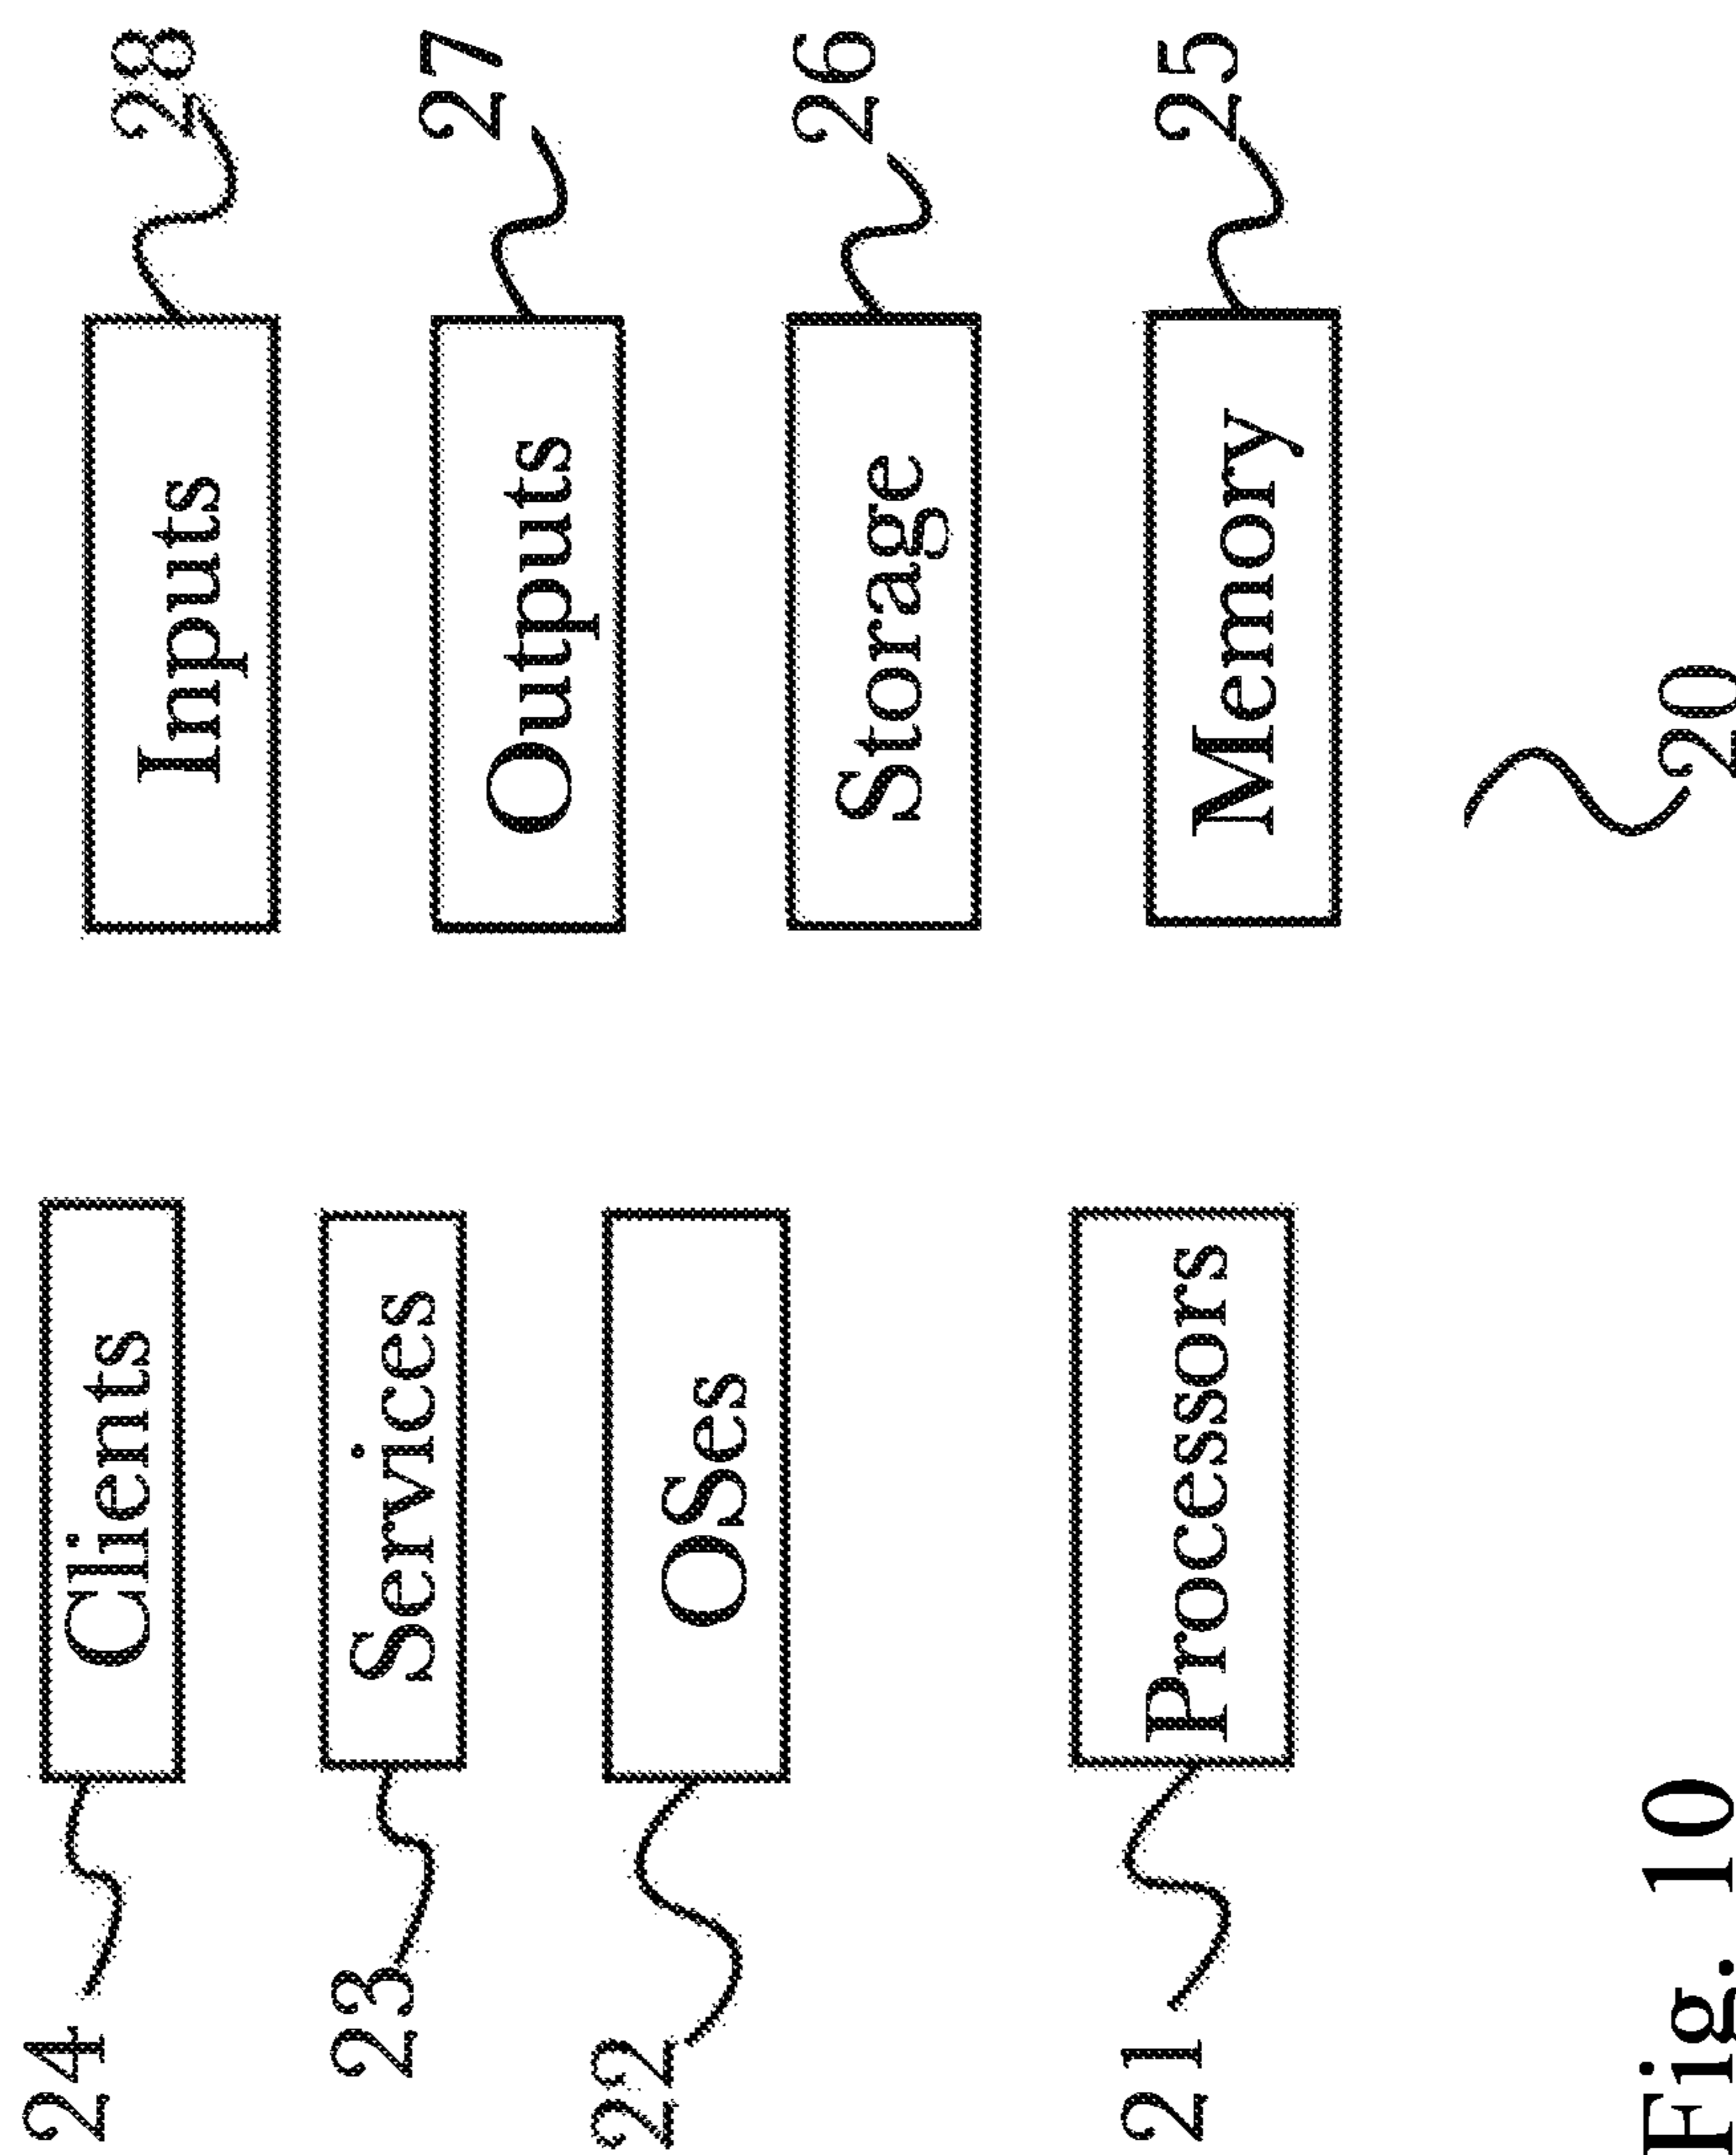 24
Clients
Inputs
28
23
Services
Outputs
27
22
OSes
Storage
26
21
Processors
Memory
25
20
Fig. 10